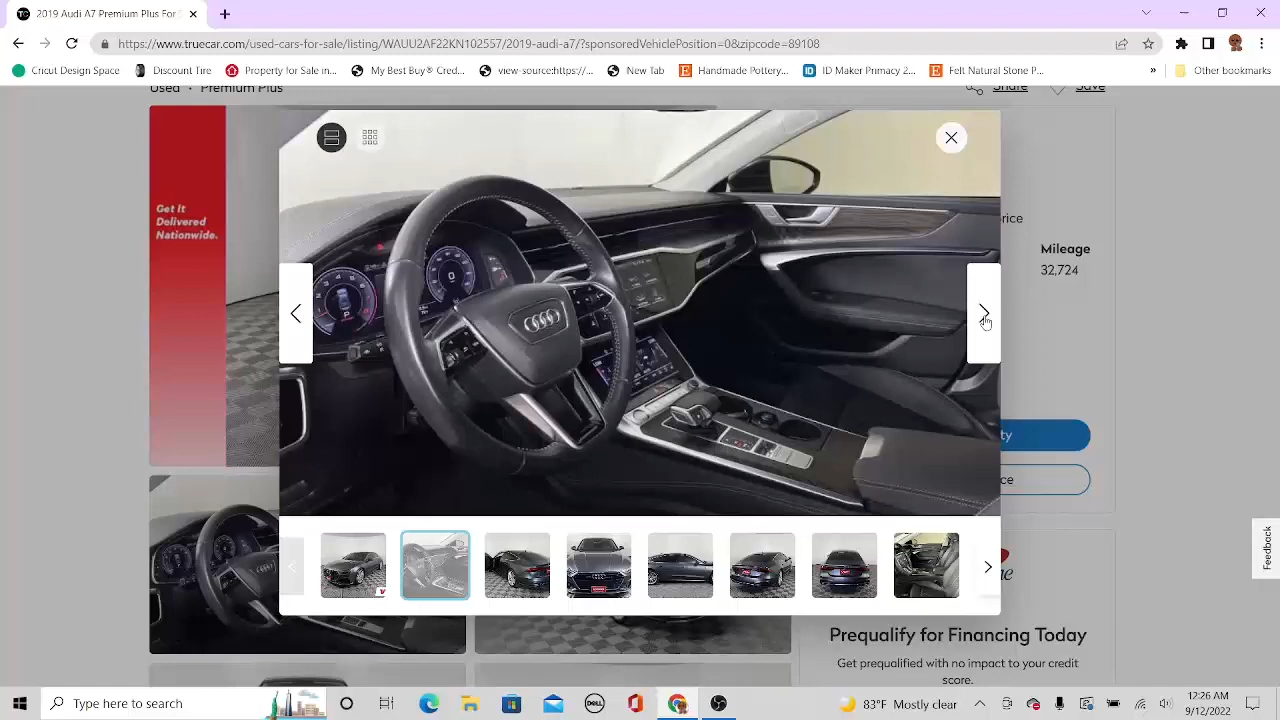 2019 Audi A7 Premium Plus For S
https://www.truecar.com/used-cars-for-sale/listing/WAUU2AF22KN103557/2019-audi-a7/?sponsoredVehiclePosition=0&zipcode=89108
Cricut Design Space
Discount Tire
Property for Sale in...
My Best Buy® Cre...
view-source:https://...
New Tab
Handmade Pottery...
ID Maker Primacy 2...
Felt Natural Stone P...
»
Other bookmarks
Used • Premium Plus
Share
Save
Get It
Delivered
Nationwide.
rice
Mileage
32,724
ty
ce
Feedback
Prequalify for Financing Today
Get prequalified with no impact to your credit
score.
Type here to search
DELL
83°F Mostly clear
12:26 AM
9/12/2022